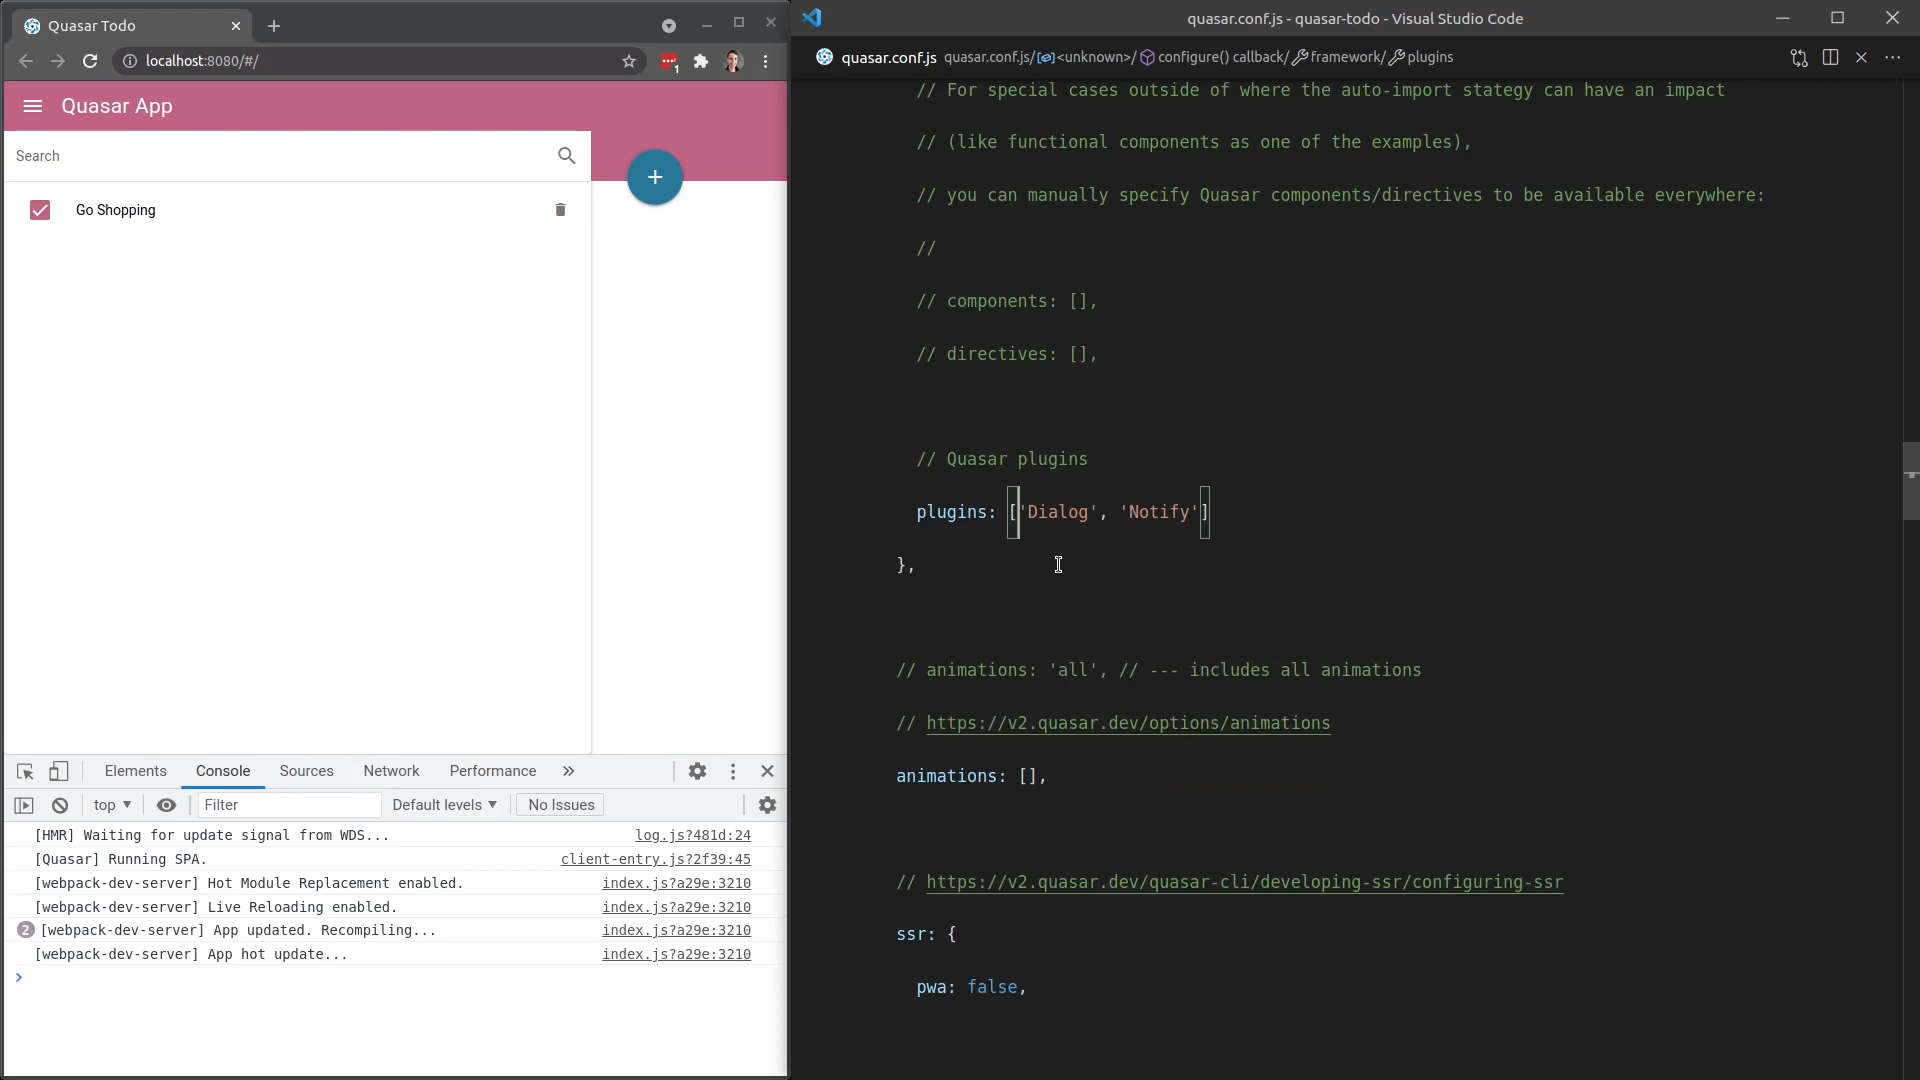 Quasar Todo
localhost:8080/#/
1
Quasar App
Search
+
Go Shopping
Elements Console Sources Network Performance »
top Filter Default levels No Issues
[HMR] Waiting for update signal from WDS... log.js?481d:24
[Quasar] Running SPA. client-entry.js?2f39:45
[webpack-dev-server] Hot Module Replacement enabled. index.js?a29e:3210
[webpack-dev-server] Live Reloading enabled. index.js?a29e:3210
2 [webpack-dev-server] App updated. Recompiling... index.js?a29e:3210
[webpack-dev-server] App hot update... index.js?a29e:3210
quasar.conf.js - quasar-todo - Visual Studio Code
quasar.conf.js quasar.conf.js/<unknown>/configure() callback/framework/plugins
// For special cases outside of where the auto-import stategy can have an impact
// (like functional components as one of the examples),
// you can manually specify Quasar components/directives to be available everywhere:
//
// components: [],
// directives: [],
// Quasar plugins
plugins: ['Dialog', 'Notify']
},
// animations: 'all', // --- includes all animations
// https://v2.quasar.dev/options/animations
animations: [],
// https://v2.quasar.dev/quasar-cli/developing-ssr/configuring-ssr
ssr: {
pwa: false,